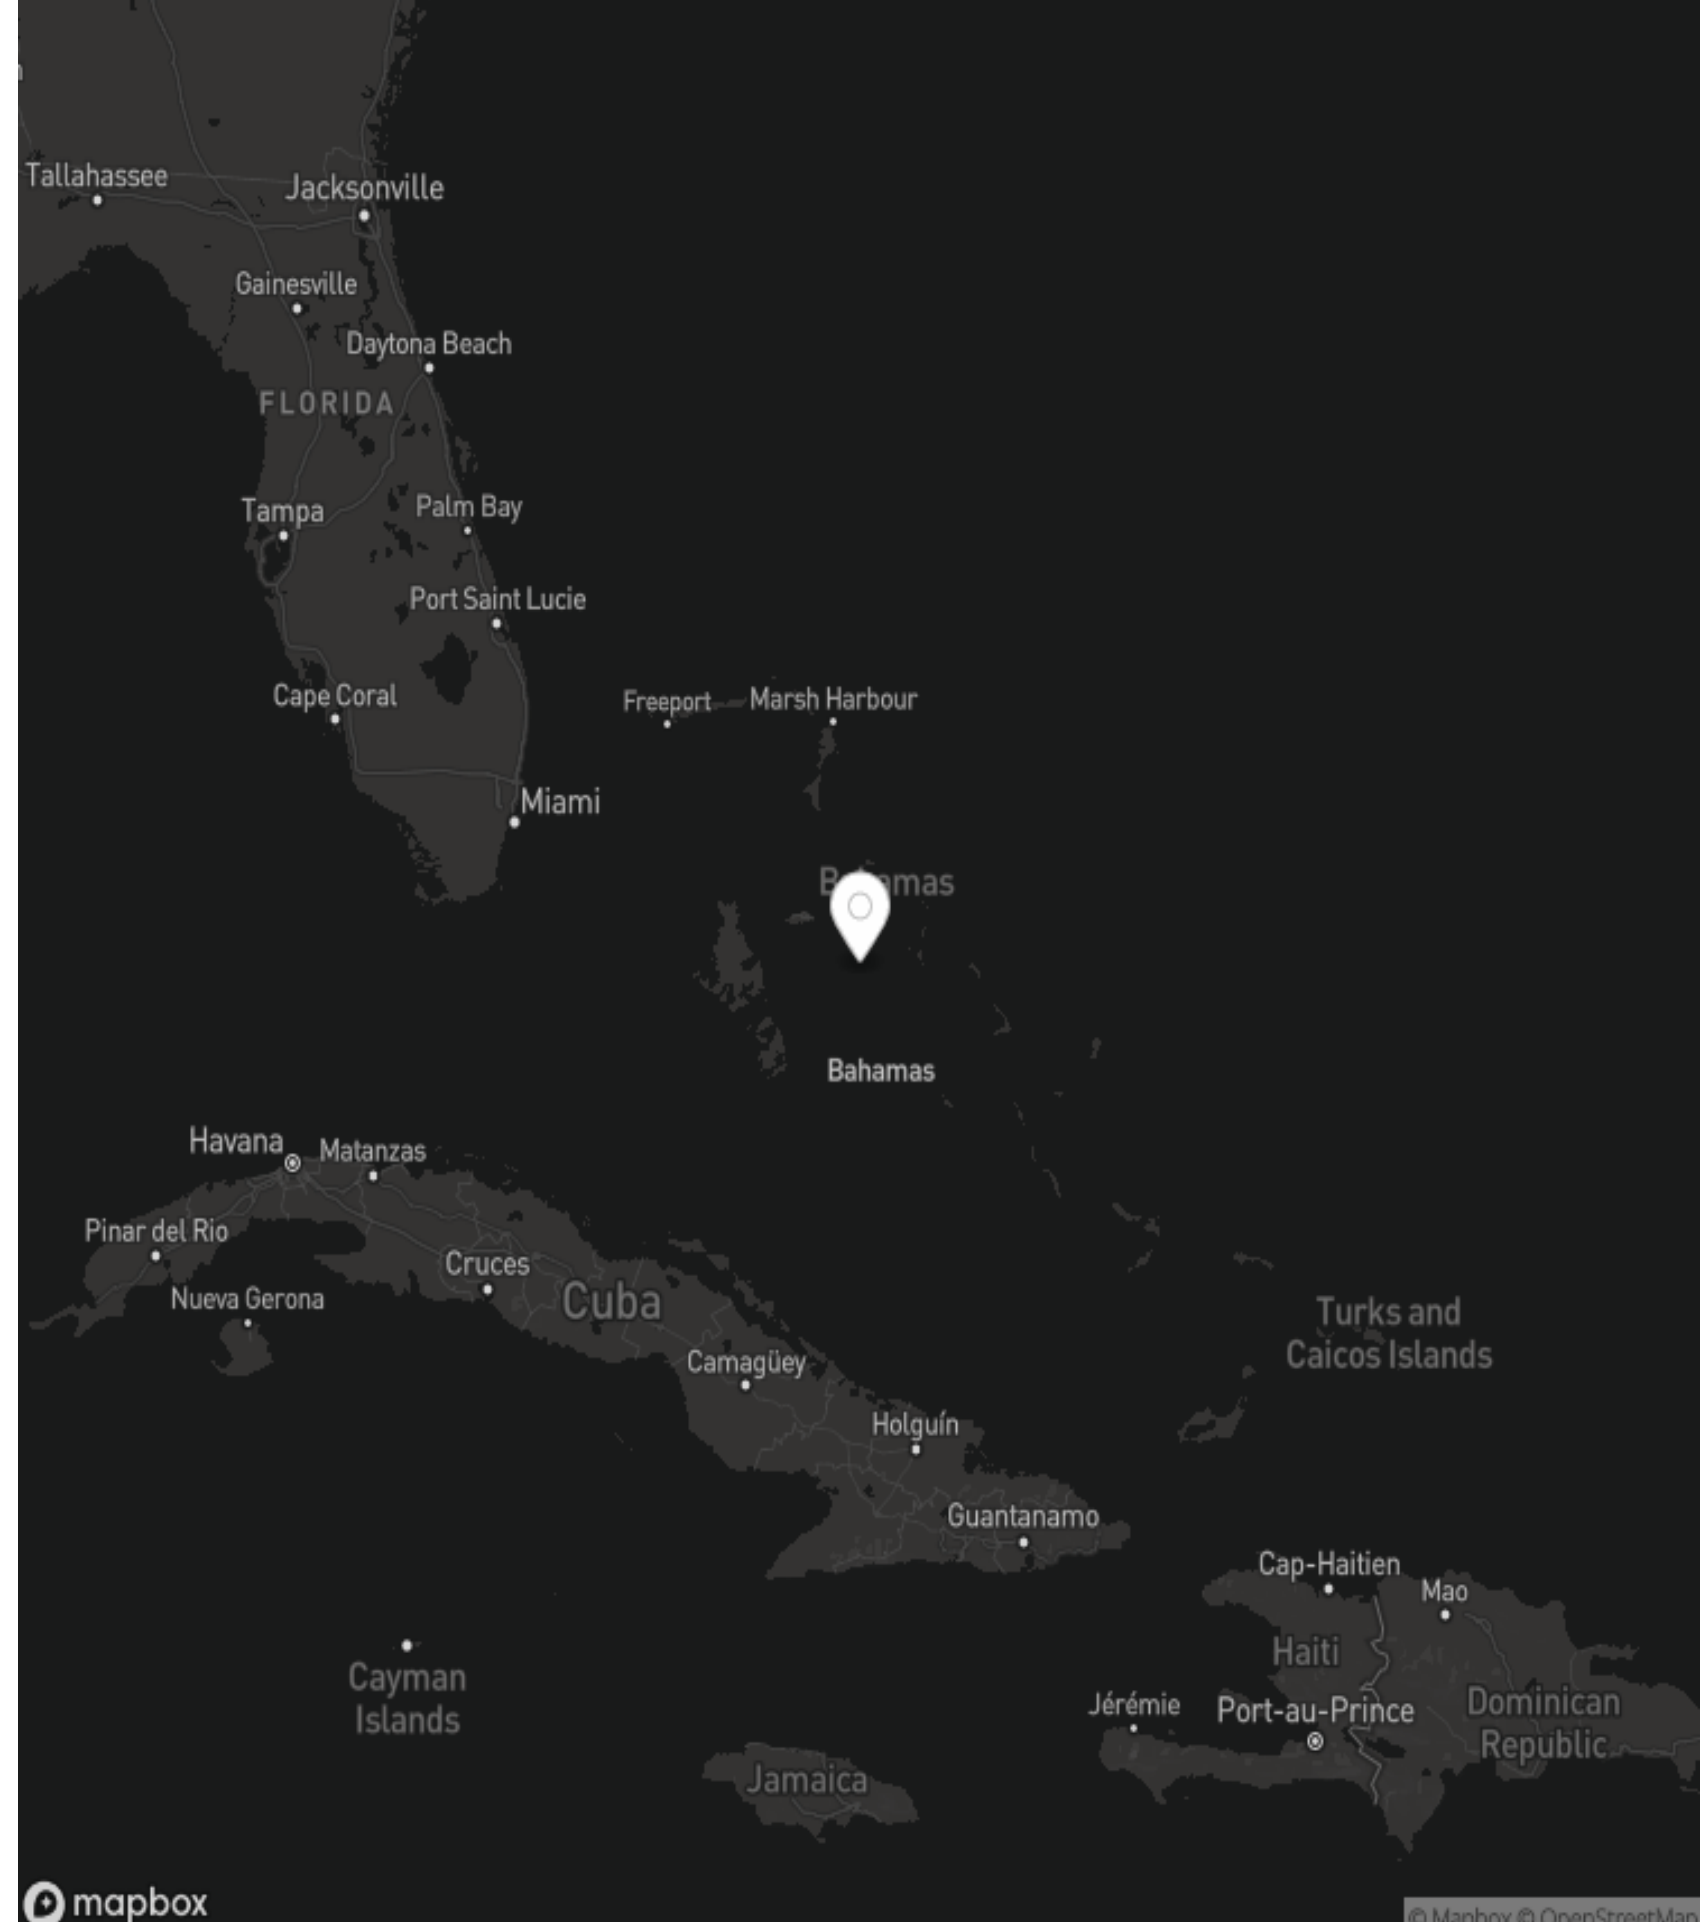 Tallahassee
Jacksonville
Gainesville
Daytona Beach
FLORIDA
Tampa
Palm Bay
Port Saint Lucie
Cape Coral
Freeport
Marsh Harbour
Miami
Bahamas
Havana
Matanzas
Pinar del Rio
Cruces
Nueva Gerona
Cuba
Turks and
Caicos Islands
Camagüey
Holguín
Guantanamo
Cap-Haitien
Mao
Haiti
Cayman
Islands
Jérémie
Port-au-Prince
Dominican
Republic
Jamaica
mapbox
© Mapbox © OpenStreetMap